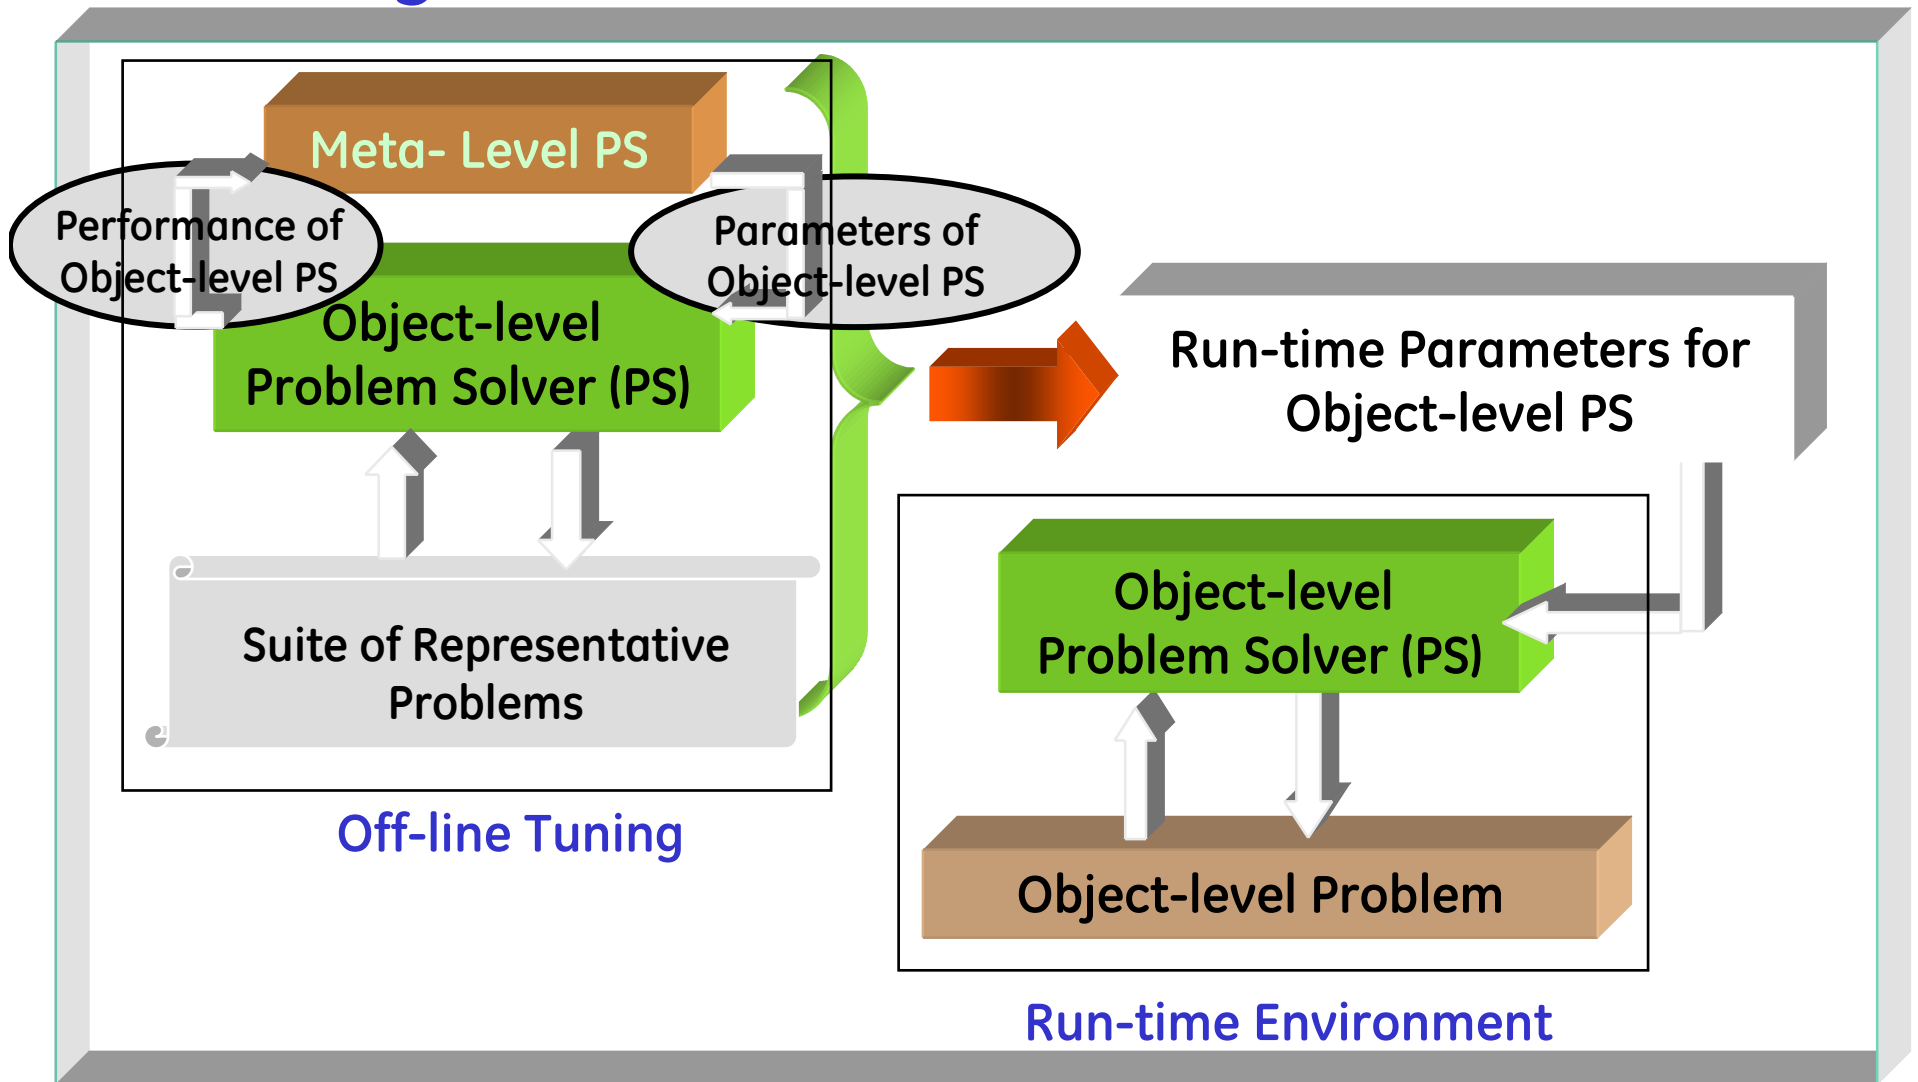 Meta- Level PS
Performance of
Object-level PS
Parameters of
Object-level PS
Object-level
Problem Solver (PS)
Suite of Representative
Problems
Off-line Tuning
Run-time Parameters for
Object-level PS
Object-level
Problem Solver (PS)
Object-level Problem
Run-time Environment